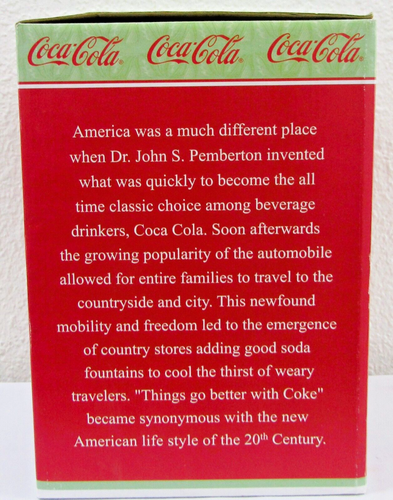 Coca-Cola® Coca-Cola® Coca-Cola®
America was a much different place
when Dr. John S. Pemberton invented
what was quickly to become the all
time classic choice among beverage
drinkers, Coca Cola. Soon afterwards
the growing popularity of the automobile
allowed for entire families to travel to the
countryside and city. This newfound
mobility and freedom led to the emergence
of country stores adding good soda
fountains to cool the thirst of weary
travelers. "Things go better with Coke"
became synonymous with the new
American life style of the 20th Century.